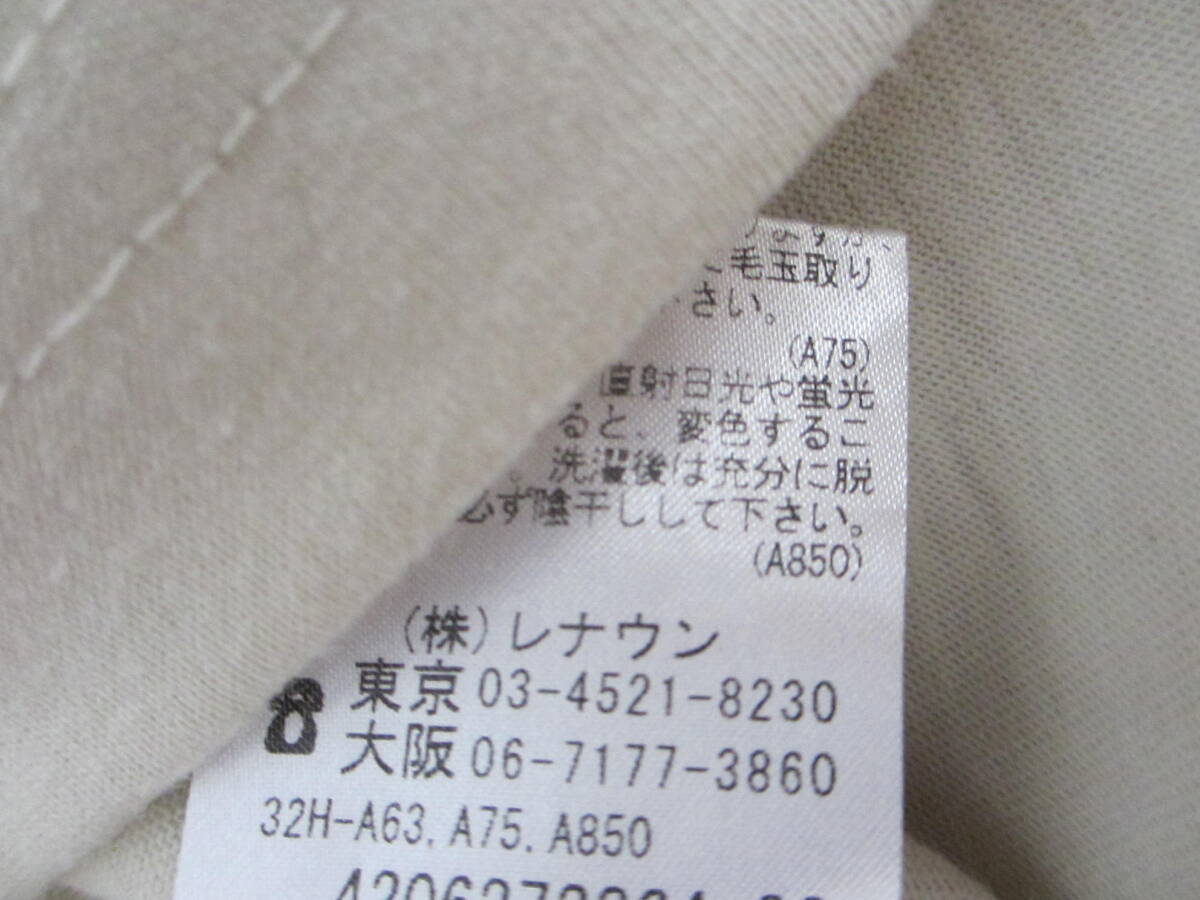 毛玉取り
さい。
(A75)
直射日光や蛍光
ると、変色するこ
。洗濯後は充分に脱
必ず陰干しして下さい。
(A850)
(株)レナウン
東京 03-4521-8230
大阪 06-7177-3860
32H-A63, A75, A850